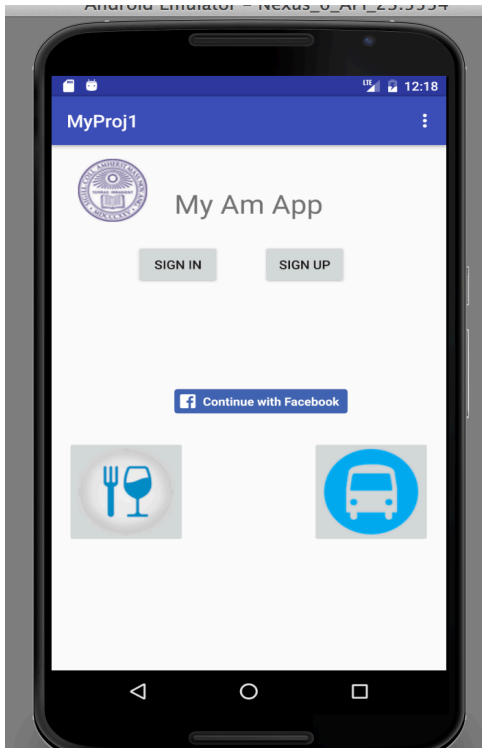 Android Emulator - Nexus_6_API_23:5554
LTE 12:18
MyProj1
My Am App
SIGN IN
SIGN UP
Continue with Facebook